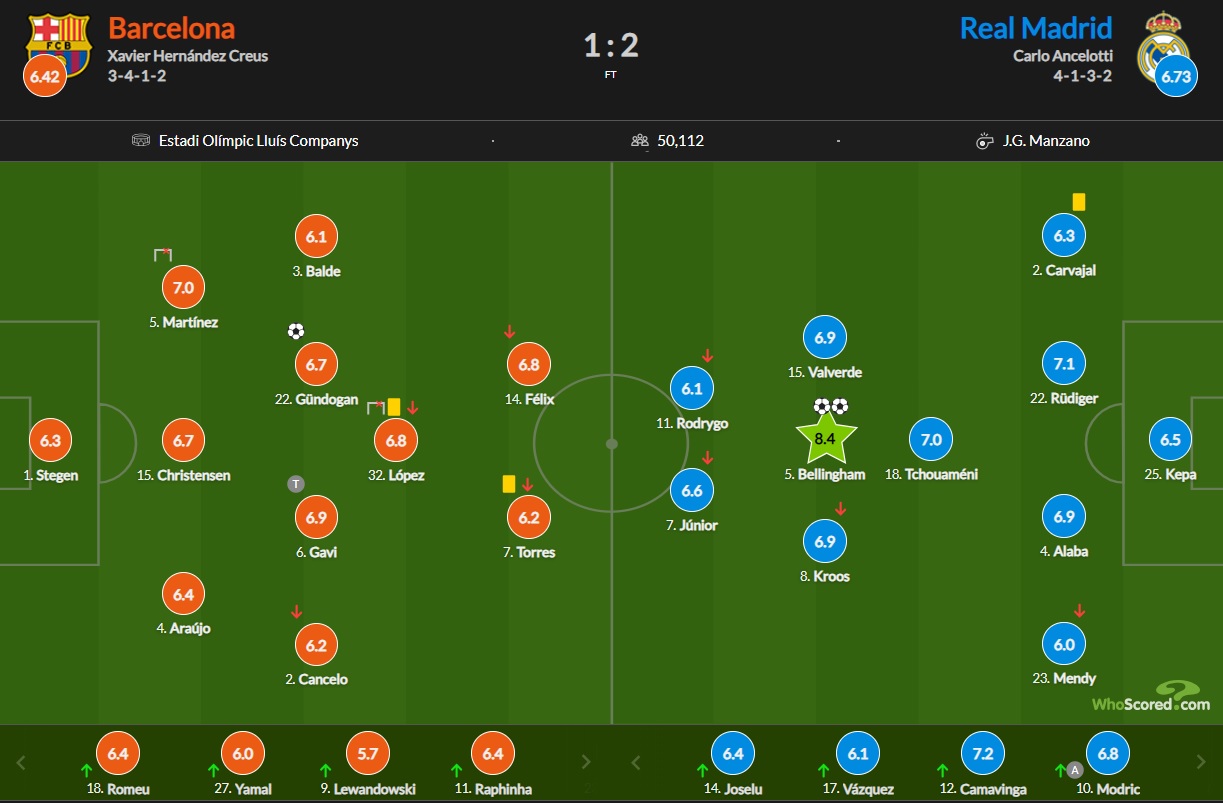 Barcelona
Xavier Hernández Creus
3-4-1-2
FCB
6.42
1 : 2
FT
Real Madrid
Carlo Ancelotti
4-1-3-2
6.73
Estadi Olímpic Lluís Companys
50,112
J.G. Manzano
6.1
3. Balde
7.0
5. Martínez
6.7
22. Gündogan
6.8
14. Félix
6.3
1. Stegen
6.7
15. Christensen
6.8
32. López
T
6.9
6. Gavi
6.2
7. Torres
6.4
4. Araújo
6.2
2. Cancelo
6.3
2. Carvajal
6.9
15. Valverde
7.1
22. Rüdiger
6.1
11. Rodrygo
8.4
5. Bellingham
7.0
18. Tchouaméni
6.5
25. Kepa
6.6
7. Júnior
6.9
8. Kroos
6.9
4. Alaba
6.0
23. Mendy
WhoScored.com
6.4
18. Romeu
6.0
27. Yamal
5.7
9. Lewandowski
6.4
11. Raphinha
6.4
14. Joselu
6.1
17. Vázquez
7.2
12. Camavinga
A
6.8
10. Modric